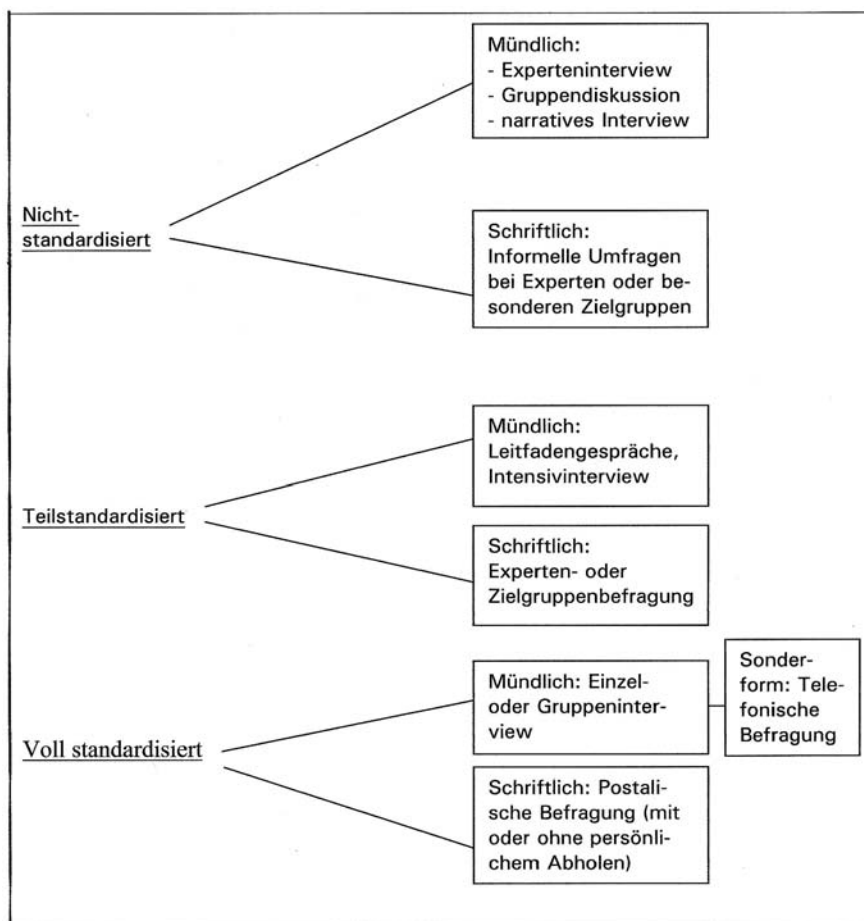 Nicht-
standardisiert
Mündlich:
- Experteninterview
- Gruppendiskussion
- narratives Interview
Schriftlich:
Informelle Umfragen
bei Experten oder be-
sonderen Zielgruppen
Teilstandardisiert
Mündlich:
Leitfadengespräche,
Intensivinterview
Schriftlich:
Experten- oder
Zielgruppenbefragung
Voll standardisiert
Mündlich: Einzel-
oder Gruppeninter-
view
Sonder-
form: Tele-
fonische
Befragung
Schriftlich: Postali-
sche Befragung (mit
oder ohne persönli-
chem Abholen)